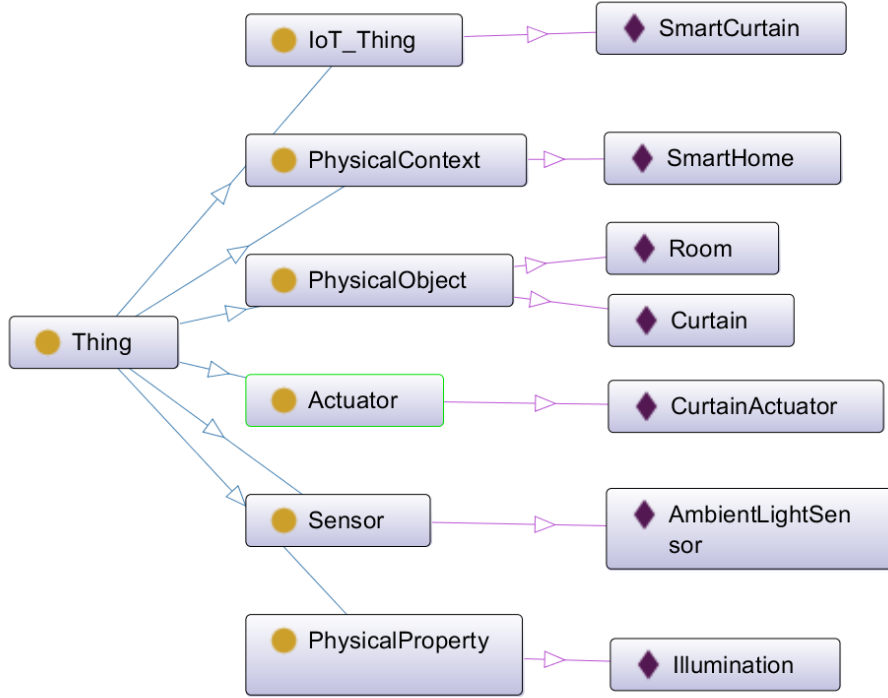 IoT_Thing
SmartCurtain
PhysicalContext
SmartHome
PhysicalObject
Room
Thing
Curtain
Actuator
CurtainActuator
Sensor
AmbientLightSen
sor
PhysicalProperty
Illumination